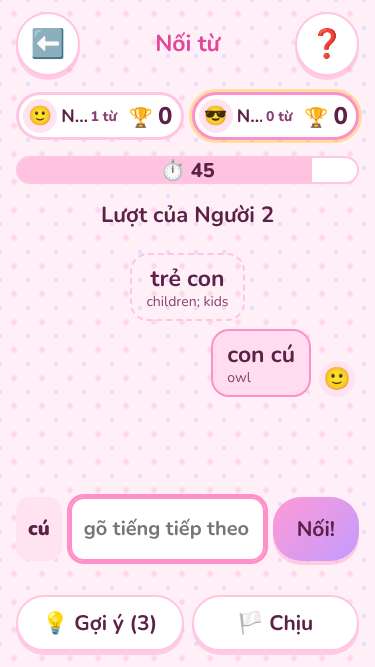 Nối từ
N... 1 từ 0
N... 0 từ 0
45
Lượt của Người 2
trẻ con
children; kids
con cú
owl
cú gõ tiếng tiếp theo Nối!
Gợi ý (3) Chịu